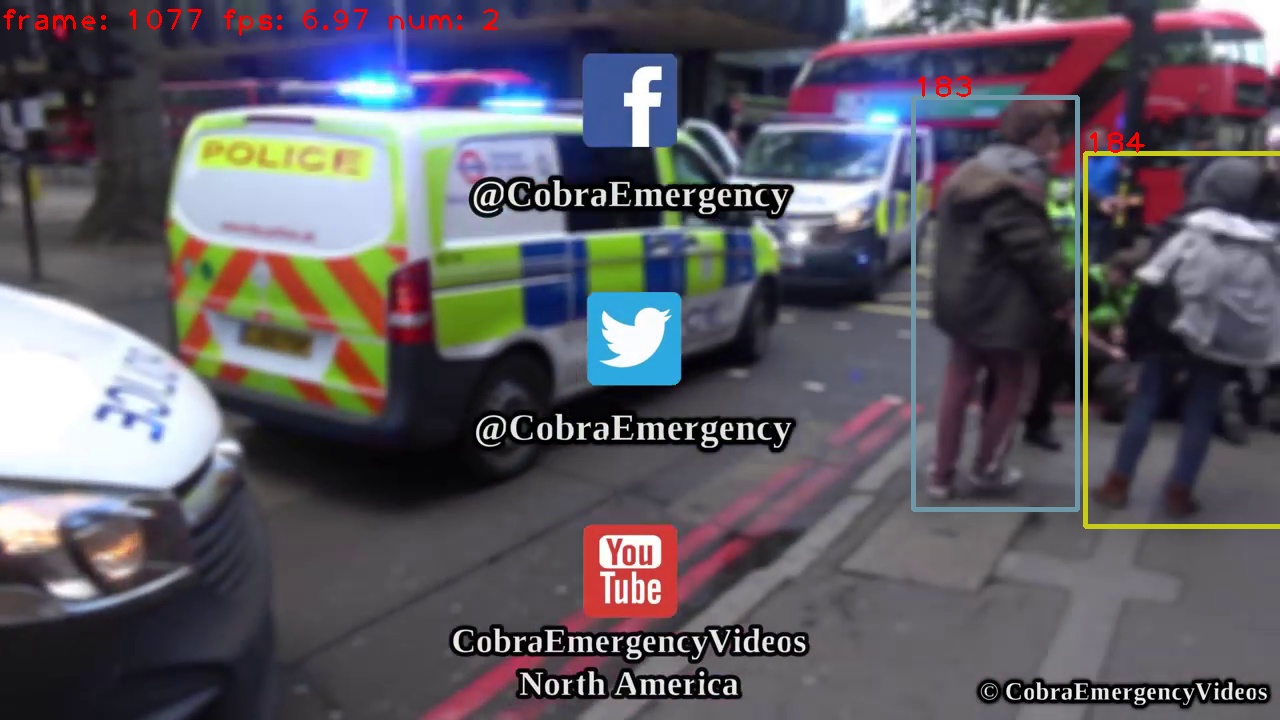 frame: 1077 fps: 6.97 num: 2
183
184
POLICE
f
@CobraEmergency
POLICE
@CobraEmergency
You
Tube
CobraEmergencyVideos
North America
© CobraEmergencyVideos